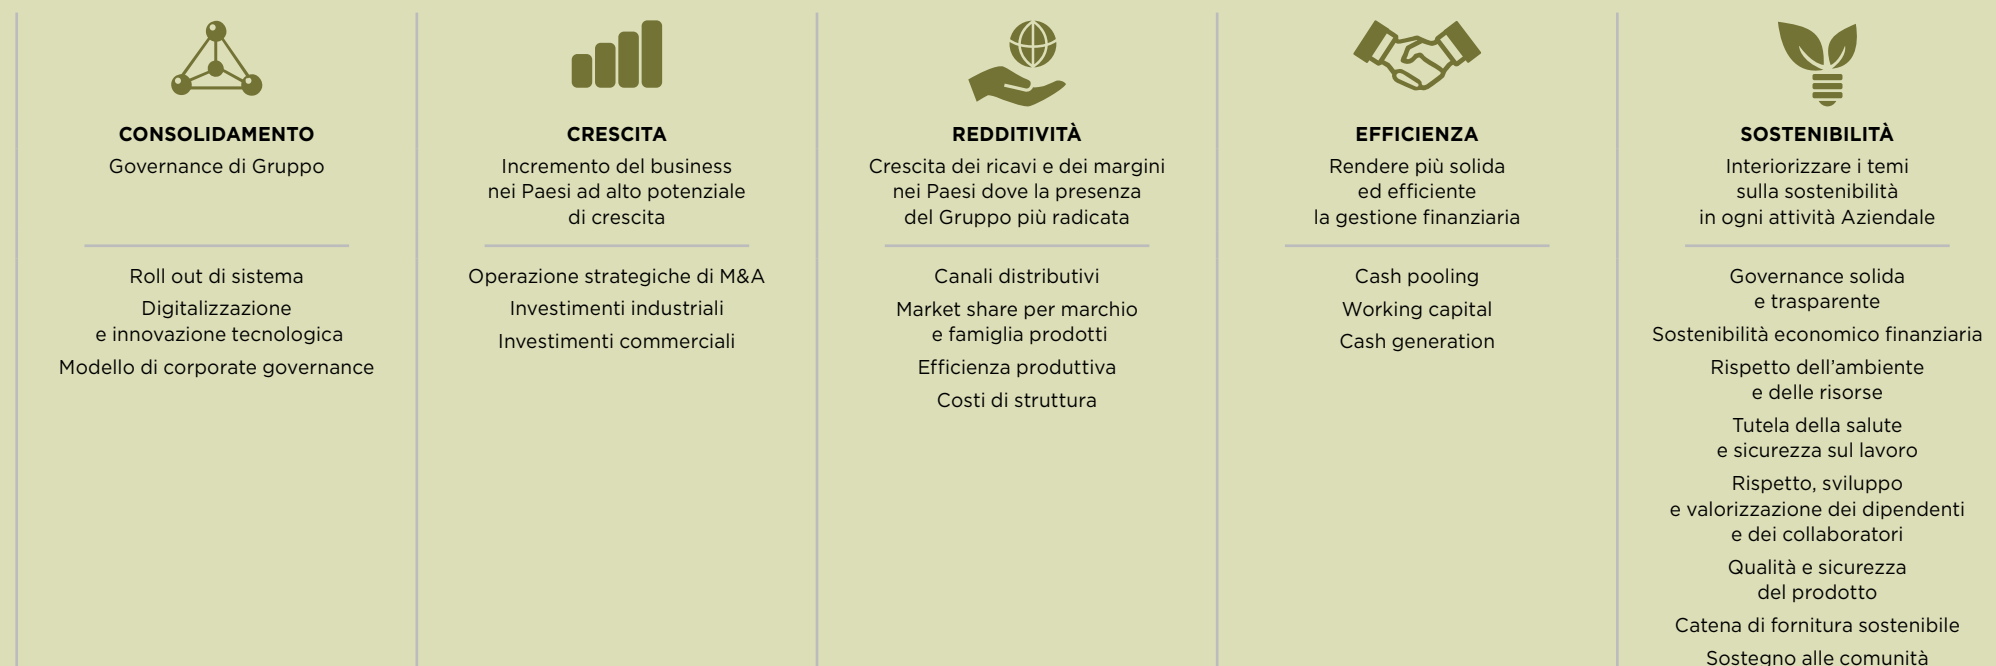 CONSOLIDAMENTO
Governance di Gruppo
Roll out di sistema
Digitalizzazione
e innovazione tecnologica
Modello di corporate governance
CRESCITA
Incremento del business
nei Paesi ad alto potenziale
di crescita
Operazione strategiche di M&A
Investimenti industriali
Investimenti commerciali
REDDITIVITÀ
Crescita dei ricavi e dei margini
nei Paesi dove la presenza
del Gruppo più radicata
Canali distributivi
Market share per marchio
e famiglia prodotti
Efficienza produttiva
Costi di struttura
EFFICIENZA
Rendere più solida
ed efficiente
la gestione finanziaria
Cash pooling
Working capital
Cash generation
SOSTENIBILITÀ
Interiorizzare i temi
sulla sostenibilità
in ogni attività Aziendale
Governance solida
e trasparente
Sostenibilità economico finanziaria
Rispetto dell’ambiente
e delle risorse
Tutela della salute
e sicurezza sul lavoro
Rispetto, sviluppo
e valorizzazione dei dipendenti
e dei collaboratori
Qualità e sicurezza
del prodotto
Catena di fornitura sostenibile
Sostegno alle comunità